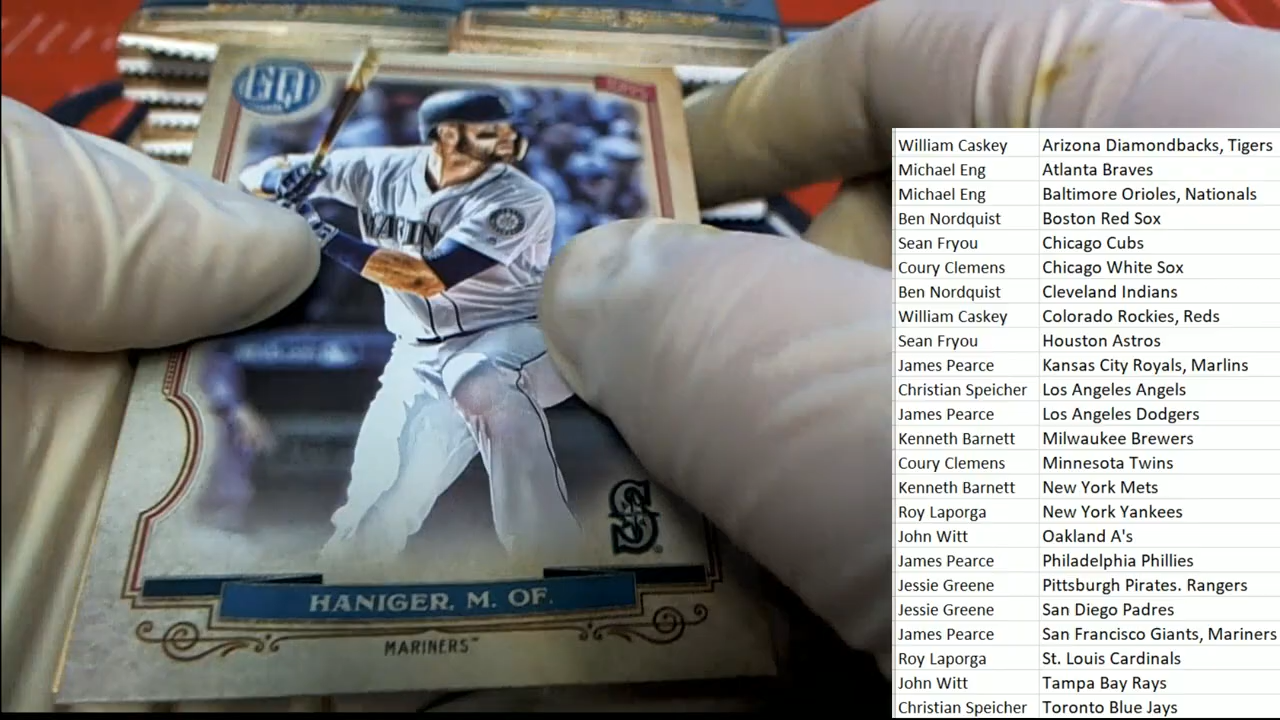 GQ
TOPPS
MARIN
HANIGER, M. OF.
MARINERS™
S
William Caskey Arizona Diamondbacks, Tigers
Michael Eng Atlanta Braves
Michael Eng Baltimore Orioles, Nationals
Ben Nordquist Boston Red Sox
Sean Fryou Chicago Cubs
Coury Clemens Chicago White Sox
Ben Nordquist Cleveland Indians
William Caskey Colorado Rockies, Reds
Sean Fryou Houston Astros
James Pearce Kansas City Royals, Marlins
Christian Speicher Los Angeles Angels
James Pearce Los Angeles Dodgers
Kenneth Barnett Milwaukee Brewers
Coury Clemens Minnesota Twins
Kenneth Barnett New York Mets
Roy Laporga New York Yankees
John Witt Oakland A's
James Pearce Philadelphia Phillies
Jessie Greene Pittsburgh Pirates. Rangers
Jessie Greene San Diego Padres
James Pearce San Francisco Giants, Mariners
Roy Laporga St. Louis Cardinals
John Witt Tampa Bay Rays
Christian Speicher Toronto Blue Jays